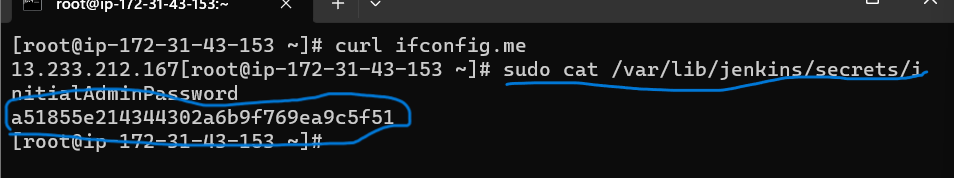 root@ip-172-31-43-153:~
[root@ip-172-31-43-153 ~]# curl ifconfig.me
13.233.212.167[root@ip-172-31-43-153 ~]# sudo cat /var/lib/jenkins/secrets/i
nitialAdminPassword
a51855e214344302a6b9f769ea9c5f51
[root@ip-172-31-43-153 ~]#